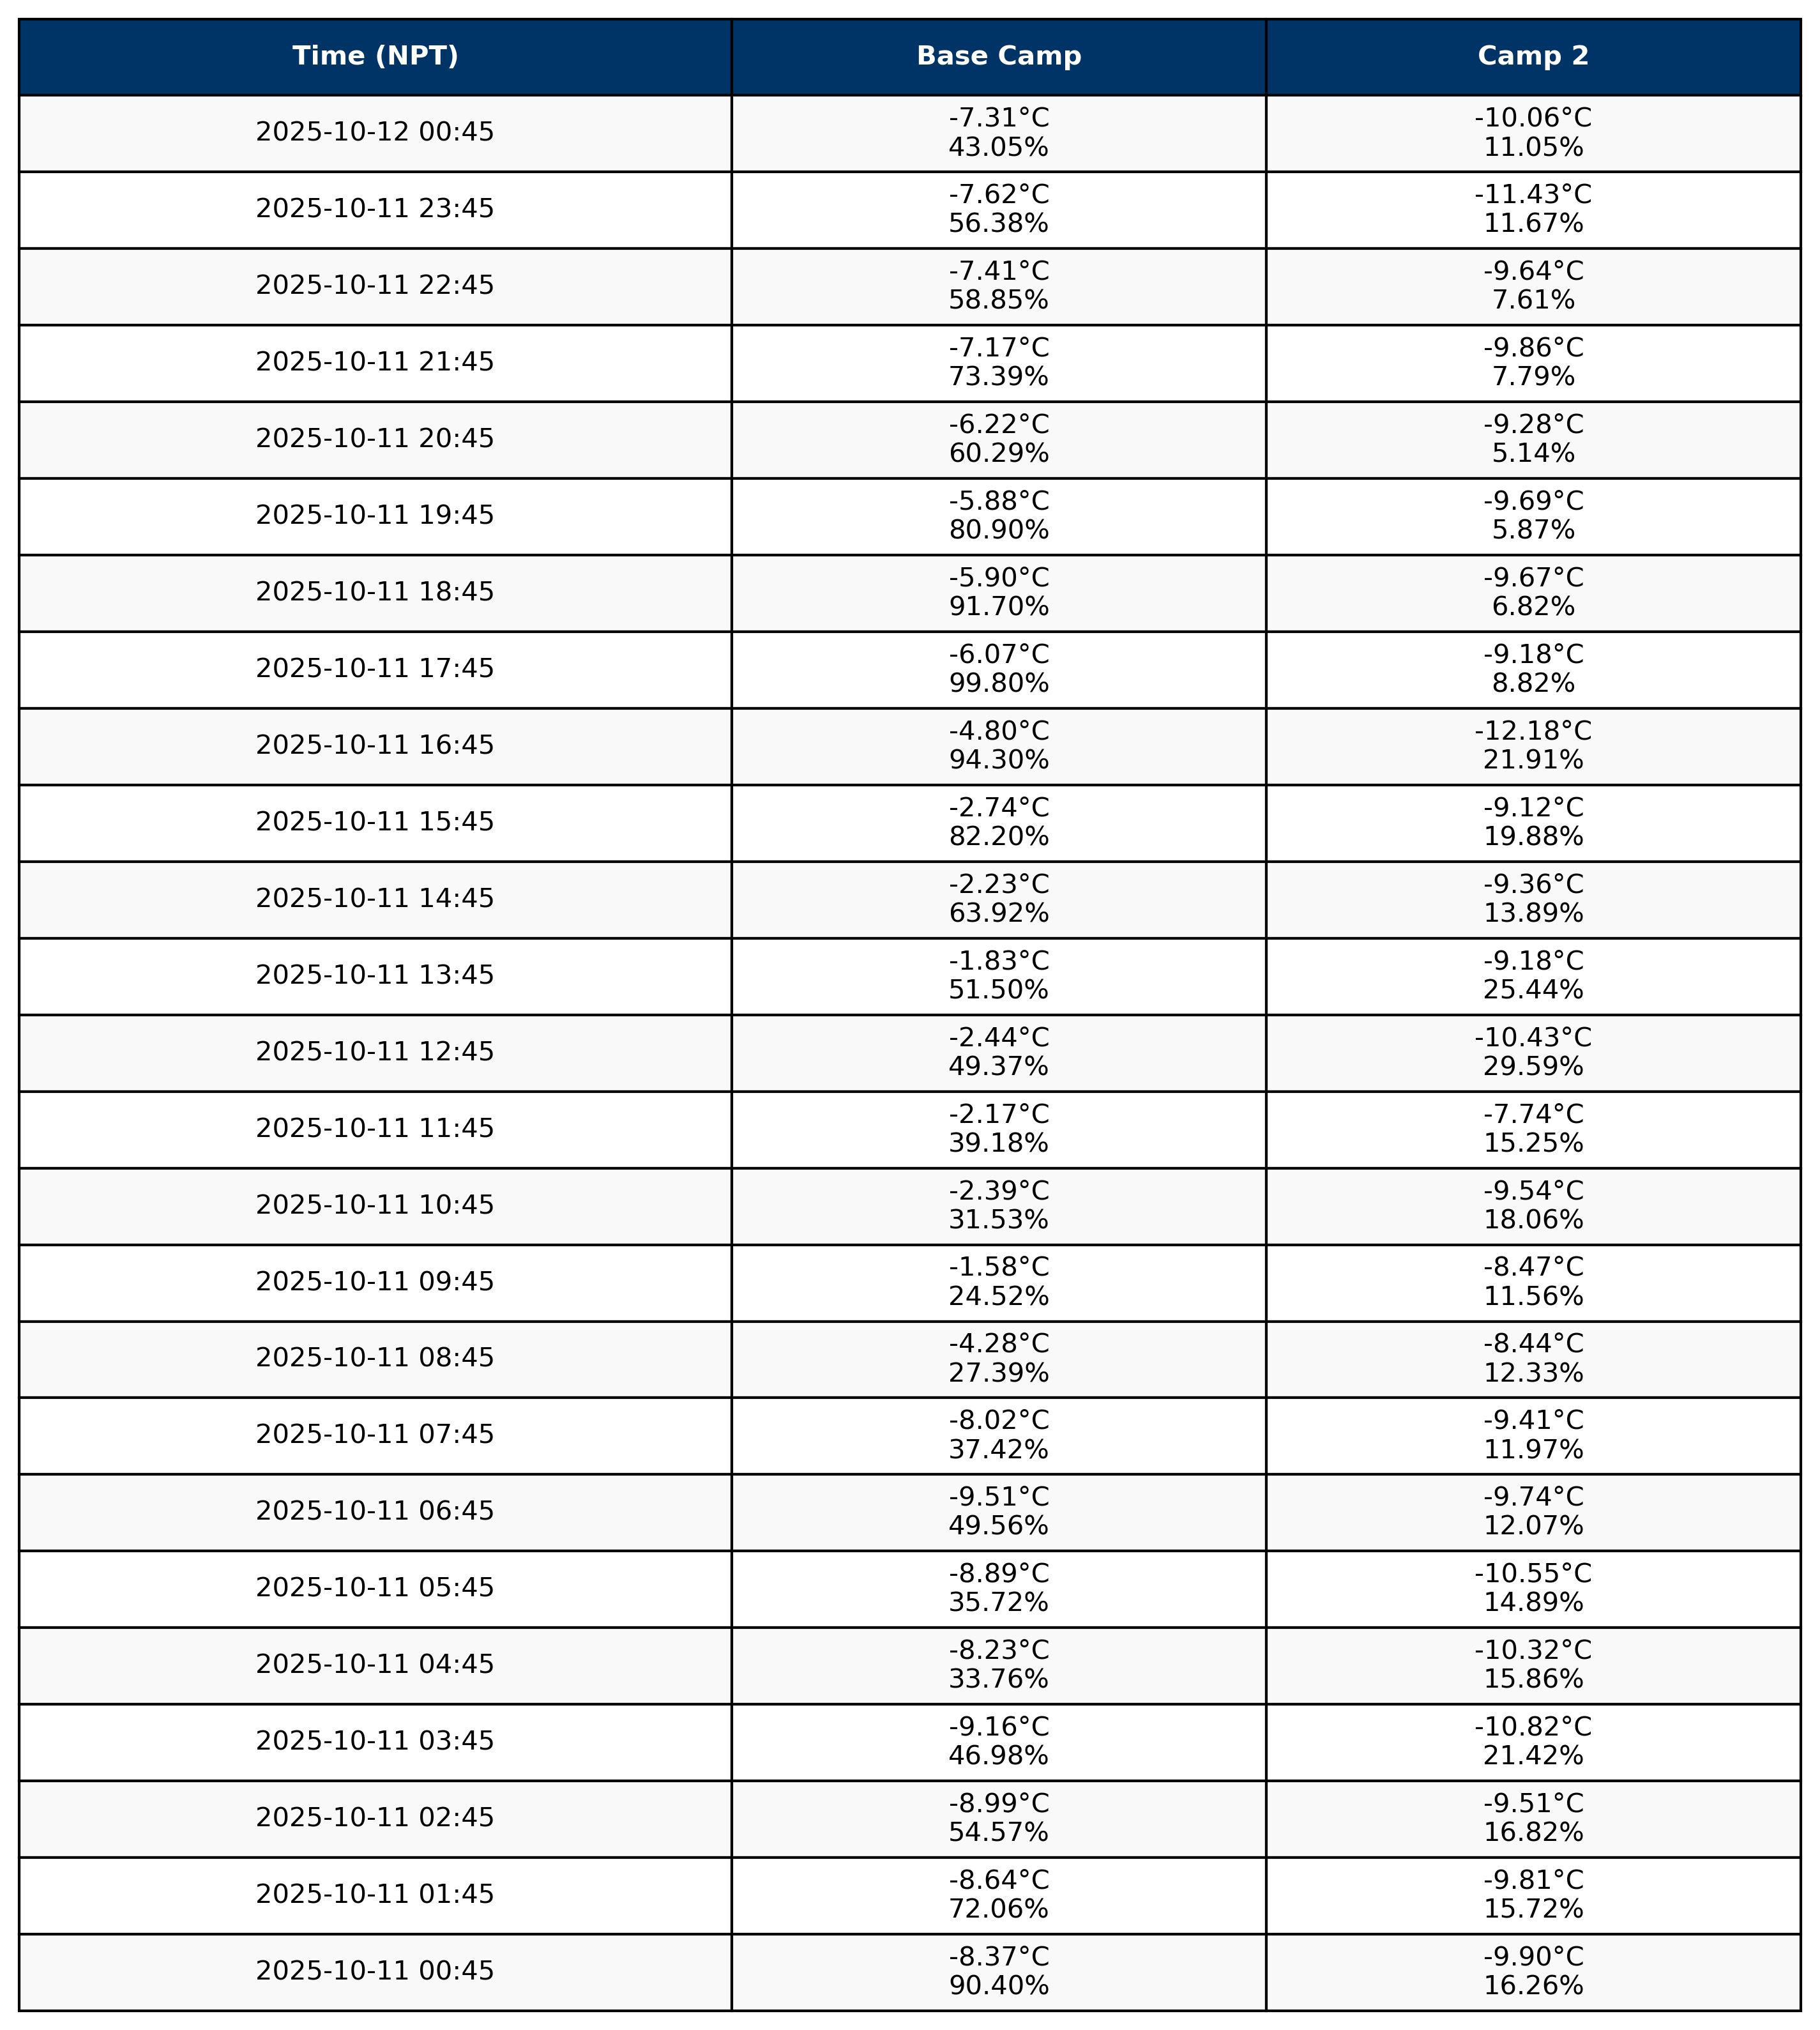 Time (NPT) Base Camp Camp 2
2025-10-12 00:45 -7.31°C -10.06°C
43.05% 11.05%
2025-10-11 23:45 -7.62°C -11.43°C
56.38% 11.67%
2025-10-11 22:45 -7.41°C -9.64°C
58.85% 7.61%
2025-10-11 21:45 -7.17°C -9.86°C
73.39% 7.79%
2025-10-11 20:45 -6.22°C -9.28°C
60.29% 5.14%
2025-10-11 19:45 -5.88°C -9.69°C
80.90% 5.87%
2025-10-11 18:45 -5.90°C -9.67°C
91.70% 6.82%
2025-10-11 17:45 -6.07°C -9.18°C
99.80% 8.82%
2025-10-11 16:45 -4.80°C -12.18°C
94.30% 21.91%
2025-10-11 15:45 -2.74°C -9.12°C
82.20% 19.88%
2025-10-11 14:45 -2.23°C -9.36°C
63.92% 13.89%
2025-10-11 13:45 -1.83°C -9.18°C
51.50% 25.44%
2025-10-11 12:45 -2.44°C -10.43°C
49.37% 29.59%
2025-10-11 11:45 -2.17°C -7.74°C
39.18% 15.25%
2025-10-11 10:45 -2.39°C -9.54°C
31.53% 18.06%
2025-10-11 09:45 -1.58°C -8.47°C
24.52% 11.56%
2025-10-11 08:45 -4.28°C -8.44°C
27.39% 12.33%
2025-10-11 07:45 -8.02°C -9.41°C
37.42% 11.97%
2025-10-11 06:45 -9.51°C -9.74°C
49.56% 12.07%
2025-10-11 05:45 -8.89°C -10.55°C
35.72% 14.89%
2025-10-11 04:45 -8.23°C -10.32°C
33.76% 15.86%
2025-10-11 03:45 -9.16°C -10.82°C
46.98% 21.42%
2025-10-11 02:45 -8.99°C -9.51°C
54.57% 16.82%
2025-10-11 01:45 -8.64°C -9.81°C
72.06% 15.72%
2025-10-11 00:45 -8.37°C -9.90°C
90.40% 16.26%